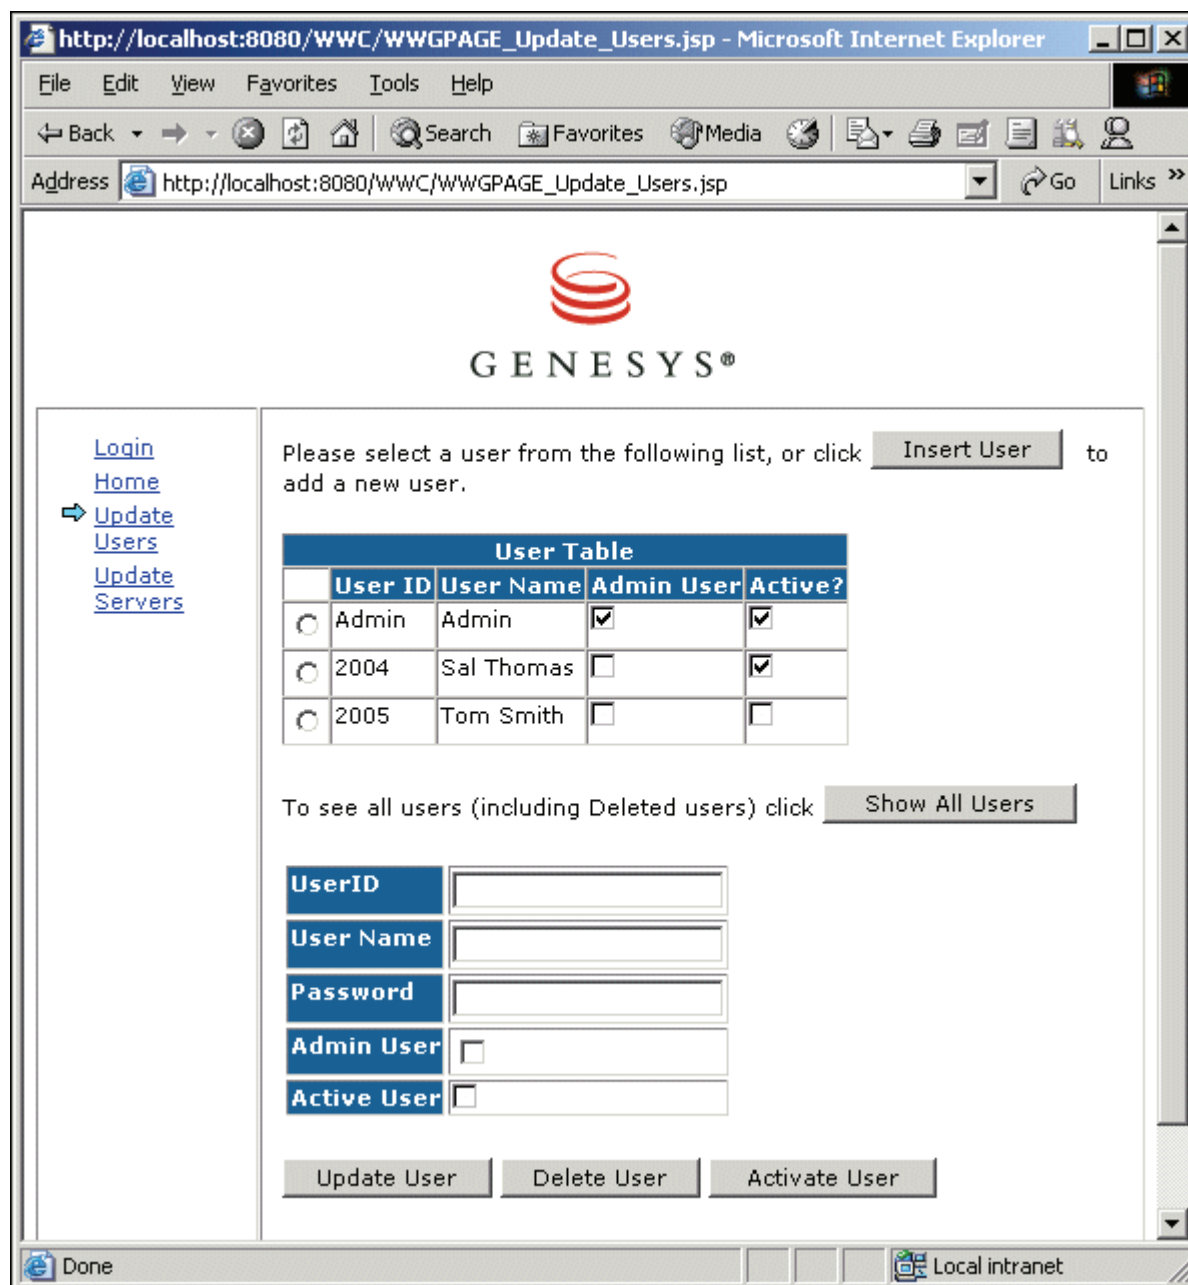 http://localhost:8080/WWC/WWGPAGE_Update_Users.jsp - Microsoft Internet Explorer
File Edit View Favorites Tools Help
Back Search Favorites Media
Address http://localhost:8080/WWC/WWGPAGE_Update_Users.jsp Go Links »
GENESYS®
Login
Home
Update
Users
Update
Servers
Please select a user from the following list, or click Insert User to
add a new user.
User Table
User ID User Name Admin User Active?
Admin Admin
2004 Sal Thomas
2005 Tom Smith
To see all users (including Deleted users) click Show All Users
UserID
User Name
Password
Admin User
Active User
Update User Delete User Activate User
Done Local intranet